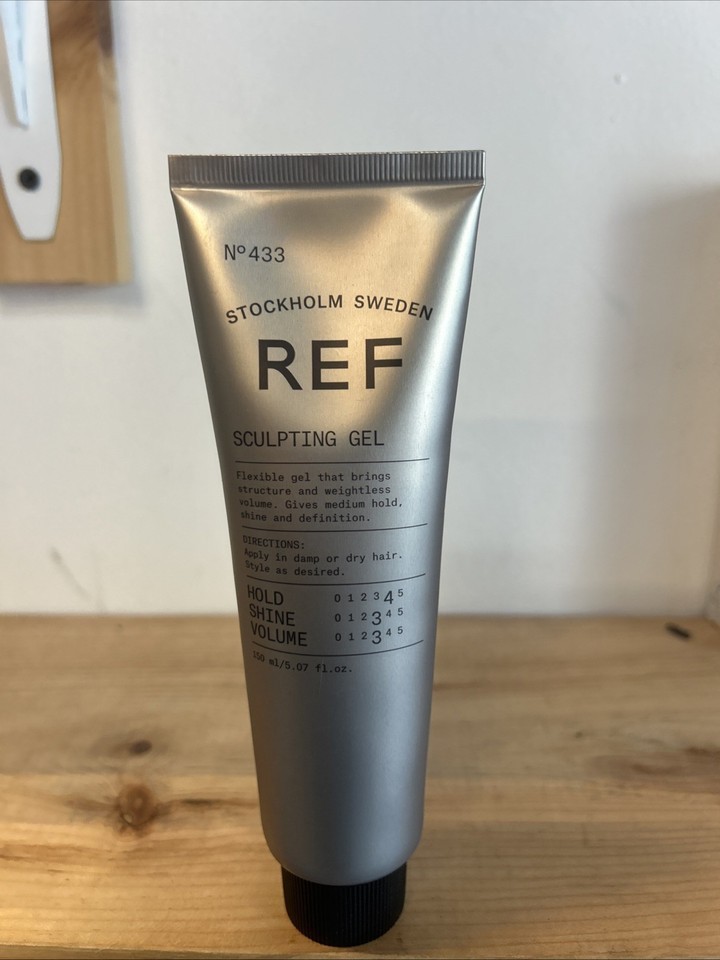 Nº433
STOCKHOLM SWEDEN
REF
SCULPTING GEL
Flexible gel that brings
structure and weightless
volume. Gives medium hold,
shine and definition.
DIRECTIONS:
Apply in damp or dry hair.
Style as desired.
HOLD 0 1 2 3 4 5
SHINE 0 1 2 3 4 5
VOLUME 0 1 2 3 4 5
150 ml/5.07 fl.oz.